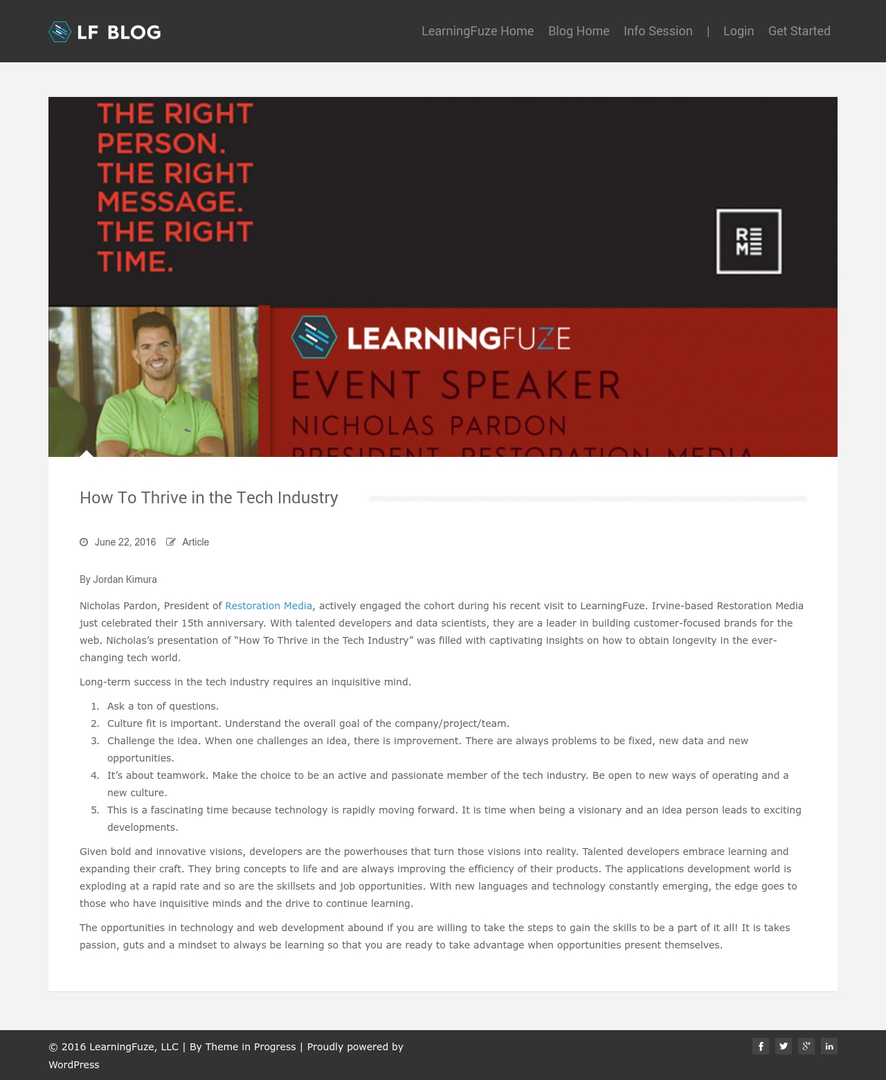 LF BLOG
LearningFuze Home Blog Home Info Session | Login Get Started
THE RIGHT
PERSON.
THE RIGHT
MESSAGE.
THE RIGHT
TIME.
RE
ME
LEARNINGFUZE
EVENT SPEAKER
NICHOLAS PARDON
PRESIDENT, RESTORATION MEDIA
How To Thrive in the Tech Industry
June 22, 2016 Article
By Jordan Kimura
Nicholas Pardon, President of Restoration Media, actively engaged the cohort during his recent visit to LearningFuze. Irvine-based Restoration Media
just celebrated their 15th anniversary. With talented developers and data scientists, they are a leader in building customer-focused brands for the
web. Nicholas’s presentation of “How To Thrive in the Tech Industry” was filled with captivating insights on how to obtain longevity in the ever-
changing tech world.
Long-term success in the tech industry requires an inquisitive mind.
1. Ask a ton of questions.
2. Culture fit is important. Understand the overall goal of the company/project/team.
3. Challenge the idea. When one challenges an idea, there is improvement. There are always problems to be fixed, new data and new
opportunities.
4. It’s about teamwork. Make the choice to be an active and passionate member of the tech industry. Be open to new ways of operating and a
new culture.
5. This is a fascinating time because technology is rapidly moving forward. It is time when being a visionary and an idea person leads to exciting
developments.
Given bold and innovative visions, developers are the powerhouses that turn those visions into reality. Talented developers embrace learning and
expanding their craft. They bring concepts to life and are always improving the efficiency of their products. The applications development world is
exploding at a rapid rate and so are the skillsets and job opportunities. With new languages and technology constantly emerging, the edge goes to
those who have inquisitive minds and the drive to continue learning.
The opportunities in technology and web development abound if you are willing to take the steps to gain the skills to be a part of it all! It is takes
passion, guts and a mindset to always be learning so that you are ready to take advantage when opportunities present themselves.
© 2016 LearningFuze, LLC | By Theme in Progress | Proudly powered by
WordPress